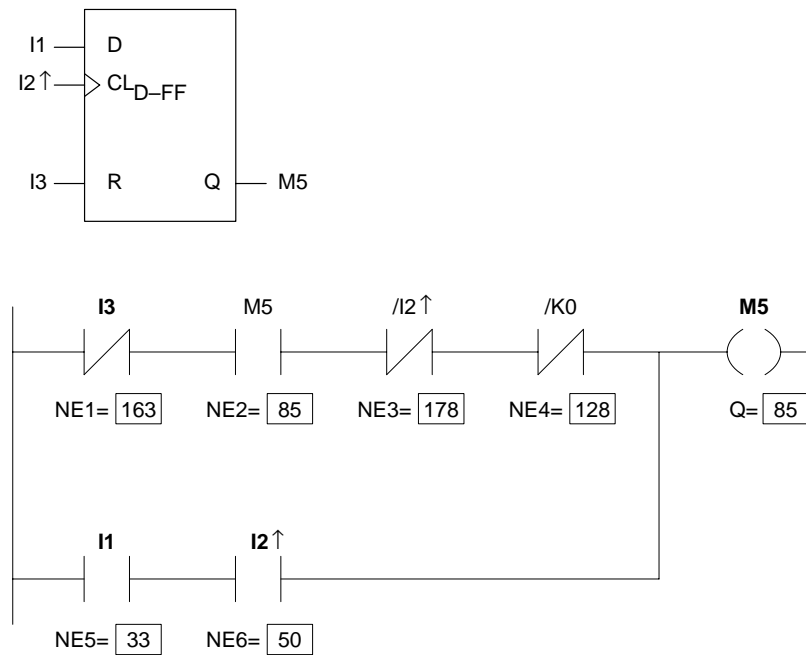 I1 D
I2↑ CL D–FF
I3 R Q M5
I3 M5 /I2↑ /K0 M5
NE1= 163 NE2= 85 NE3= 178 NE4= 128 Q= 85
I1 I2↑
NE5= 33 NE6= 50